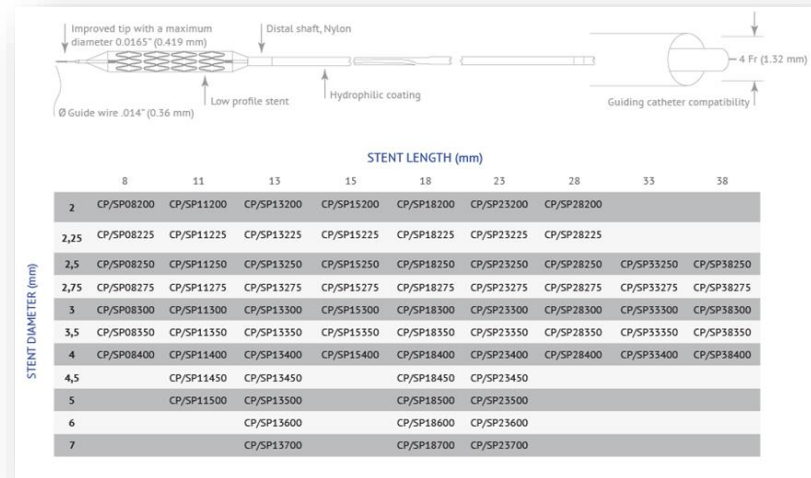 Improved tip with a maximum
diameter 0.0165" (0.419 mm)
Distal shaft, Nylon
4 Fr (1.32 mm)
Low profile stent
Hydrophilic coating
Ø Guide wire .014" (0.36 mm)
Guiding catheter compatibility
STENT LENGTH (mm)
8 11 13 15 18 23 28 33 38
STENT DIAMETER (mm)
2 CP/SP08200 CP/SP11200 CP/SP13200 CP/SP15200 CP/SP18200 CP/SP23200 CP/SP28200
2,25 CP/SP08225 CP/SP11225 CP/SP13225 CP/SP15225 CP/SP18225 CP/SP23225 CP/SP28225
2,5 CP/SP08250 CP/SP11250 CP/SP13250 CP/SP15250 CP/SP18250 CP/SP23250 CP/SP28250 CP/SP33250 CP/SP38250
2,75 CP/SP08275 CP/SP11275 CP/SP13275 CP/SP15275 CP/SP18275 CP/SP23275 CP/SP28275 CP/SP33275 CP/SP38275
3 CP/SP08300 CP/SP11300 CP/SP13300 CP/SP15300 CP/SP18300 CP/SP23300 CP/SP28300 CP/SP33300 CP/SP38300
3,5 CP/SP08350 CP/SP11350 CP/SP13350 CP/SP15350 CP/SP18350 CP/SP23350 CP/SP28350 CP/SP33350 CP/SP38350
4 CP/SP08400 CP/SP11400 CP/SP13400 CP/SP15400 CP/SP18400 CP/SP23400 CP/SP28400 CP/SP33400 CP/SP38400
4,5 CP/SP11450 CP/SP13450 CP/SP18450 CP/SP23450
5 CP/SP11500 CP/SP13500 CP/SP18500 CP/SP23500
6 CP/SP13600 CP/SP18600 CP/SP23600
7 CP/SP13700 CP/SP18700 CP/SP23700